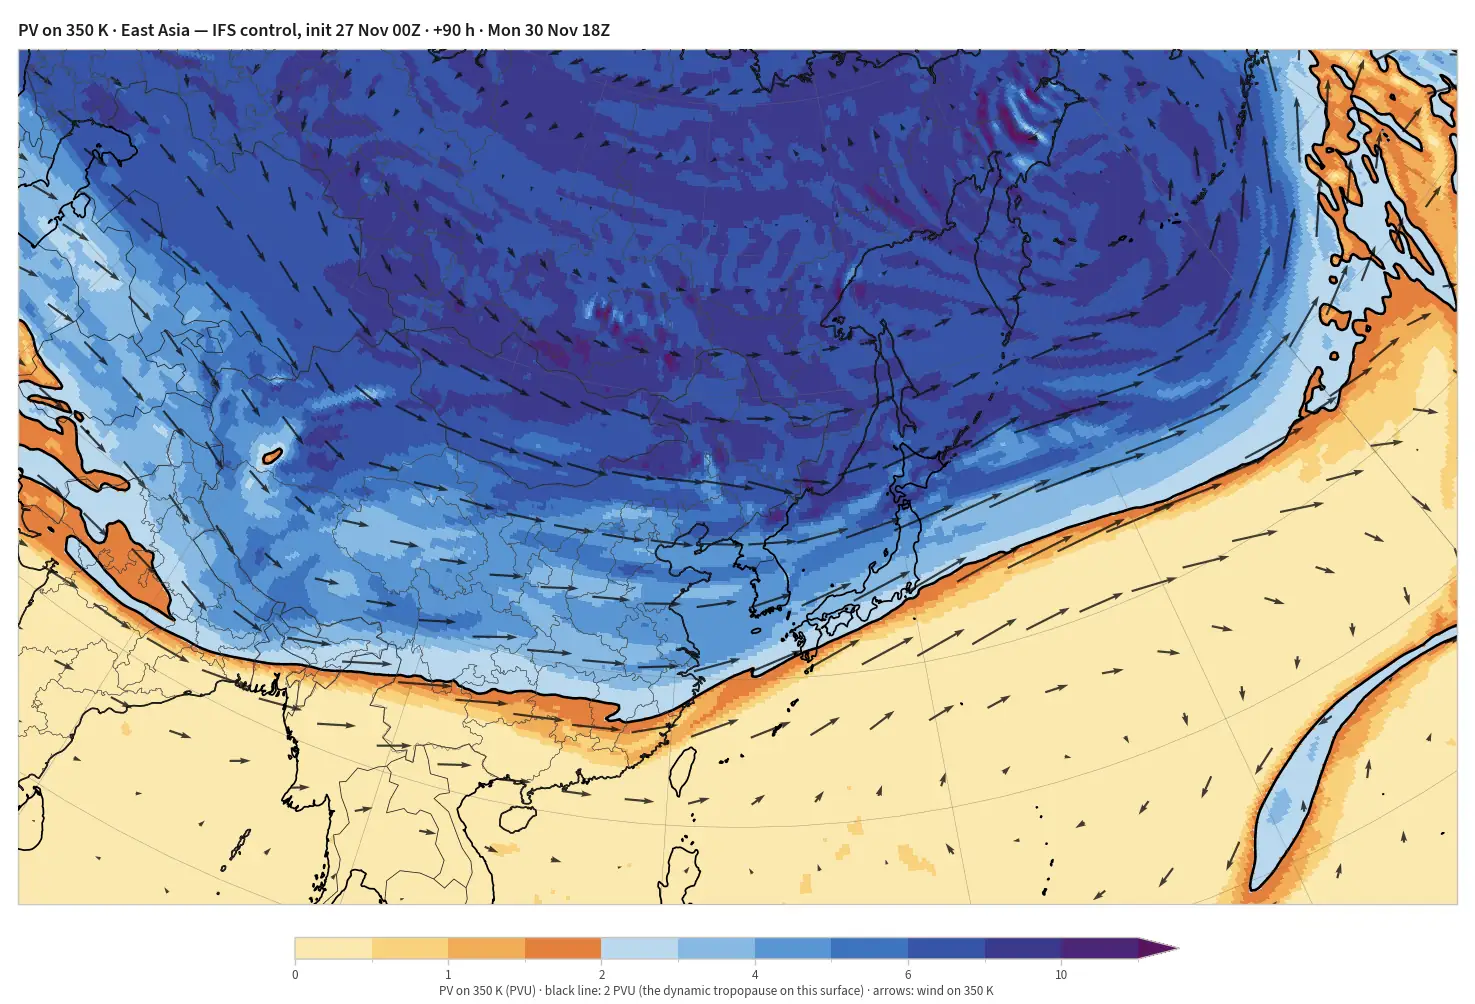 PV on 350 K · East Asia — IFS control, init 27 Nov 00Z · +90 h · Mon 30 Nov 18Z
0 1 2 4 6 10
PV on 350 K (PVU) · black line: 2 PVU (the dynamic tropopause on this surface) · arrows: wind on 350 K